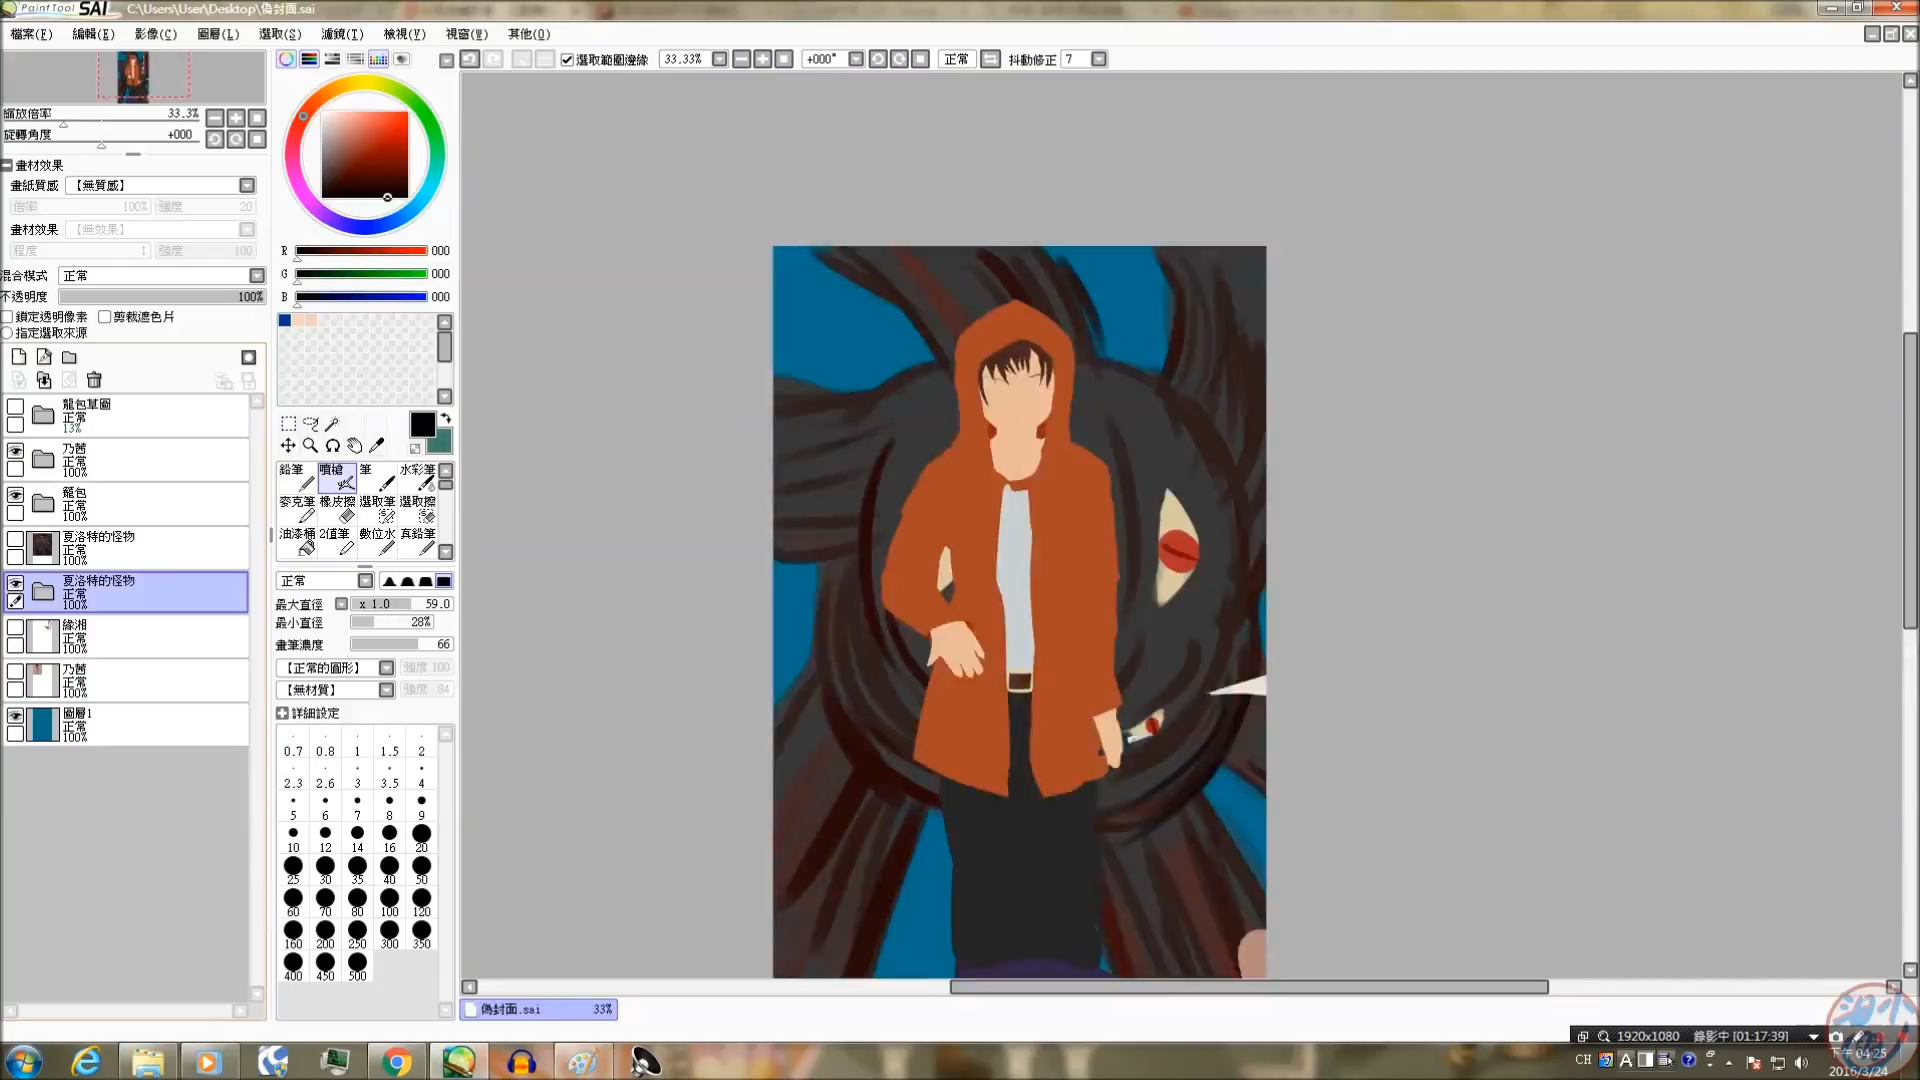 PaintTool SAI C:\Users\User\Desktop\偽封面.sai
檔案(F) 編輯(E) 影像(C) 圖層(L) 選取(S) 濾鏡(T) 檢視(V) 視窗(W) 其他(O)
選取範圍邊緣 33.33% +000° 正常 抖動修正 7
縮放倍率 33.3%
旋轉角度 +000
畫材效果
畫紙質感 【無質感】
倍率 100% 強度 20
畫材效果 【無效果】
程度 1 強度 100
混合模式 正常
不透明度 100%
鎖定透明像素 剪裁遮色片
指定選取來源
龍包草圖
正常
13%
乃茜
正常
100%
籠包
正常
100%
夏洛特的怪物
正常
100%
夏洛特的怪物
正常
100%
緣湘
正常
100%
乃茜
正常
100%
圖層1
正常
100%
R 000
G 000
B 000
鉛筆 噴槍 筆 水彩筆
麥克筆 橡皮擦 選取筆 選取擦
油漆桶 2值筆 數位水 真鉛筆
正常
最大直徑 x 1.0 59.0
最小直徑 28%
畫筆濃度 66
【正常的圓形】 強度 100
【無材質】 強度 84
詳細設定
0.7 0.8 1 1.5 2
2.3 2.6 3 3.5 4
5 6 7 8 9
10 12 14 16 20
25 30 35 40 50
60 70 80 100 120
160 200 250 300 350
400 450 500
偽封面.sai 33%
1920x1080 錄影中 [01:17:39]
CH A
下午 04:25
2016/3/24